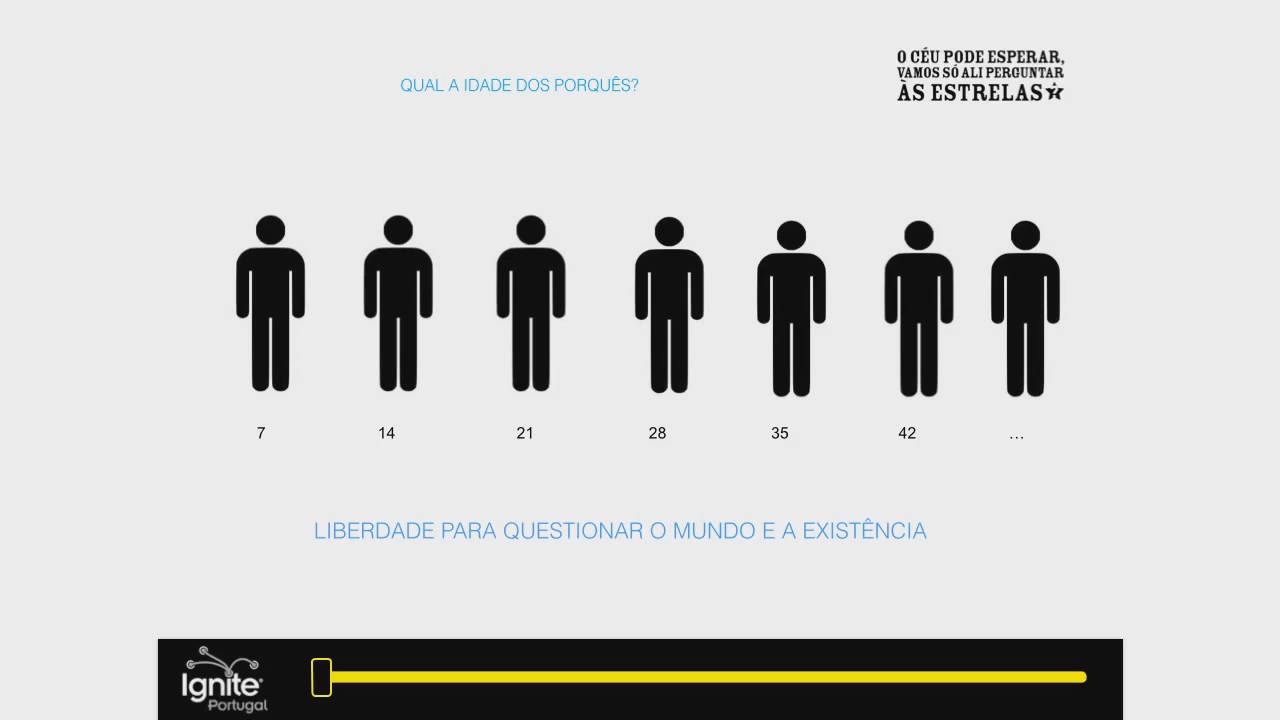 QUAL A IDADE DOS PORQUÊS?
O CÉU PODE ESPERAR,
VAMOS SÓ ALI PERGUNTAR
ÀS ESTRELAS
7 14 21 28 35 42 ...
LIBERDADE PARA QUESTIONAR O MUNDO E A EXISTÊNCIA
Ignite
Portugal